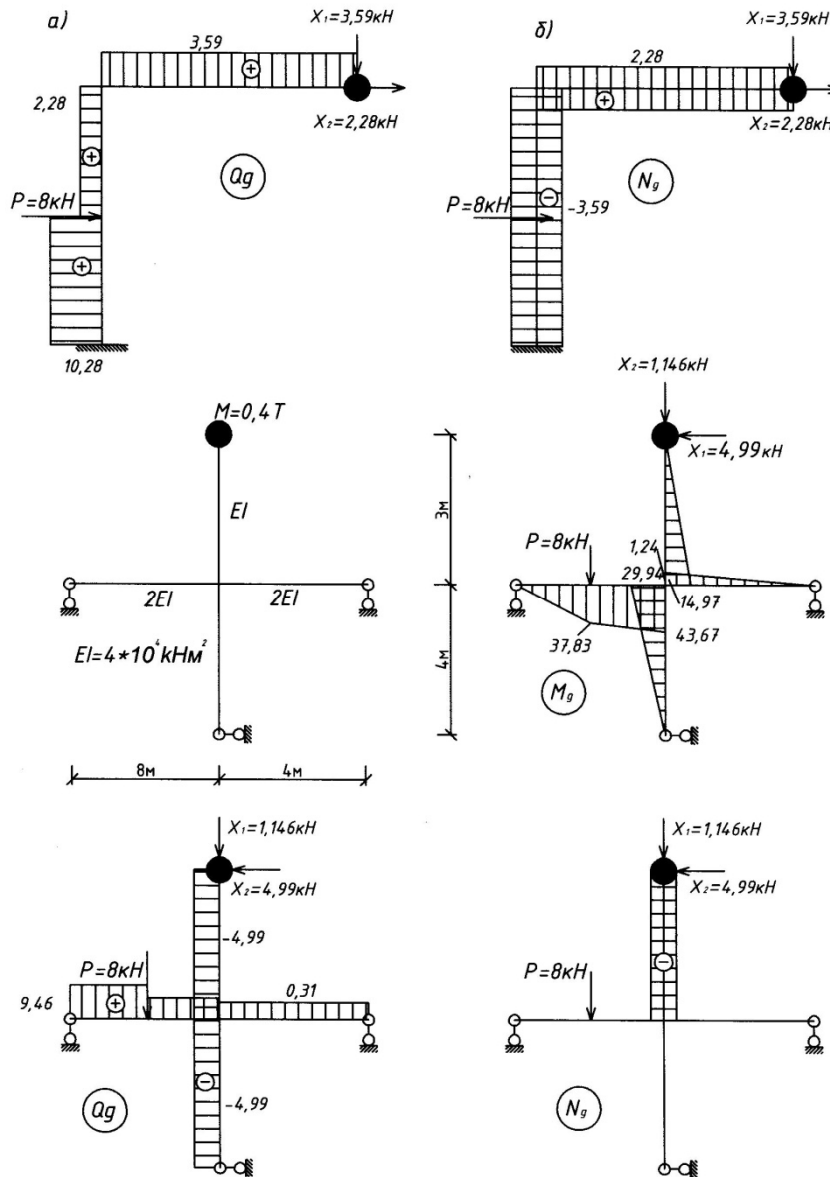 а)
X₁=3,59кН
3,59
2,28
X₂=2,28кН
Qg
P=8кН
10,28
б)
X₁=3,59кН
2,28
X₂=2,28кН
Ng
P=8кН
-3,59
M=0,4 Т
EI
2EI
2EI
EI=4*10⁴кНм²
8м
4м
X₂=1,146кН
X₁=4,99кН
3м
P=8кН
1,24
29,94
14,97
43,67
37,83
4м
Mg
X₁=1,146кН
X₂=4,99кН
-4,99
P=8кН
0,31
9,46
-4,99
Qg
X₁=1,146кН
X₂=4,99кН
P=8кН
Ng